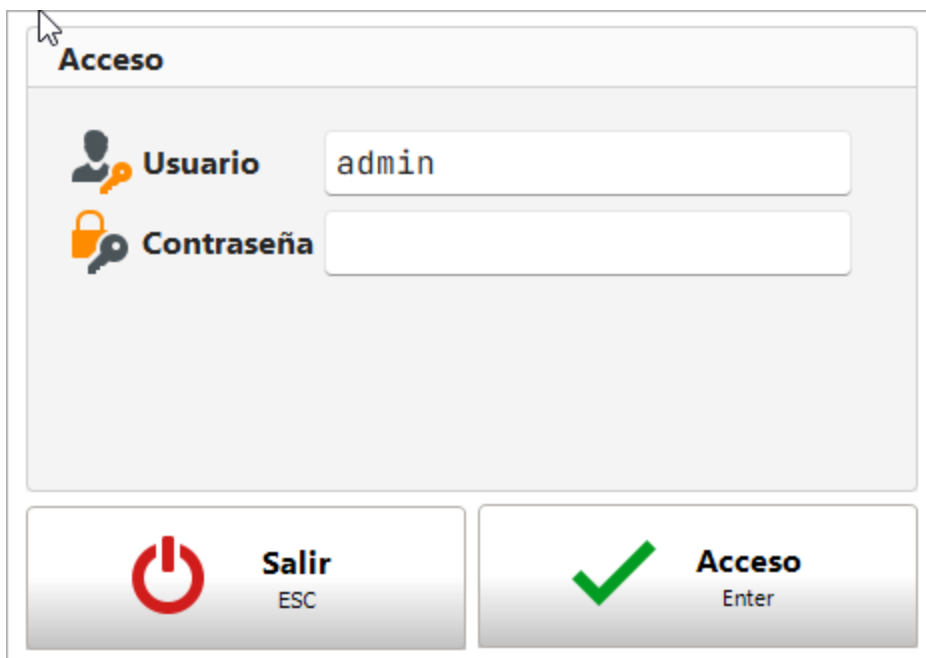 Acceso
Usuario
admin
Contraseña
Salir
ESC
Acceso
Enter